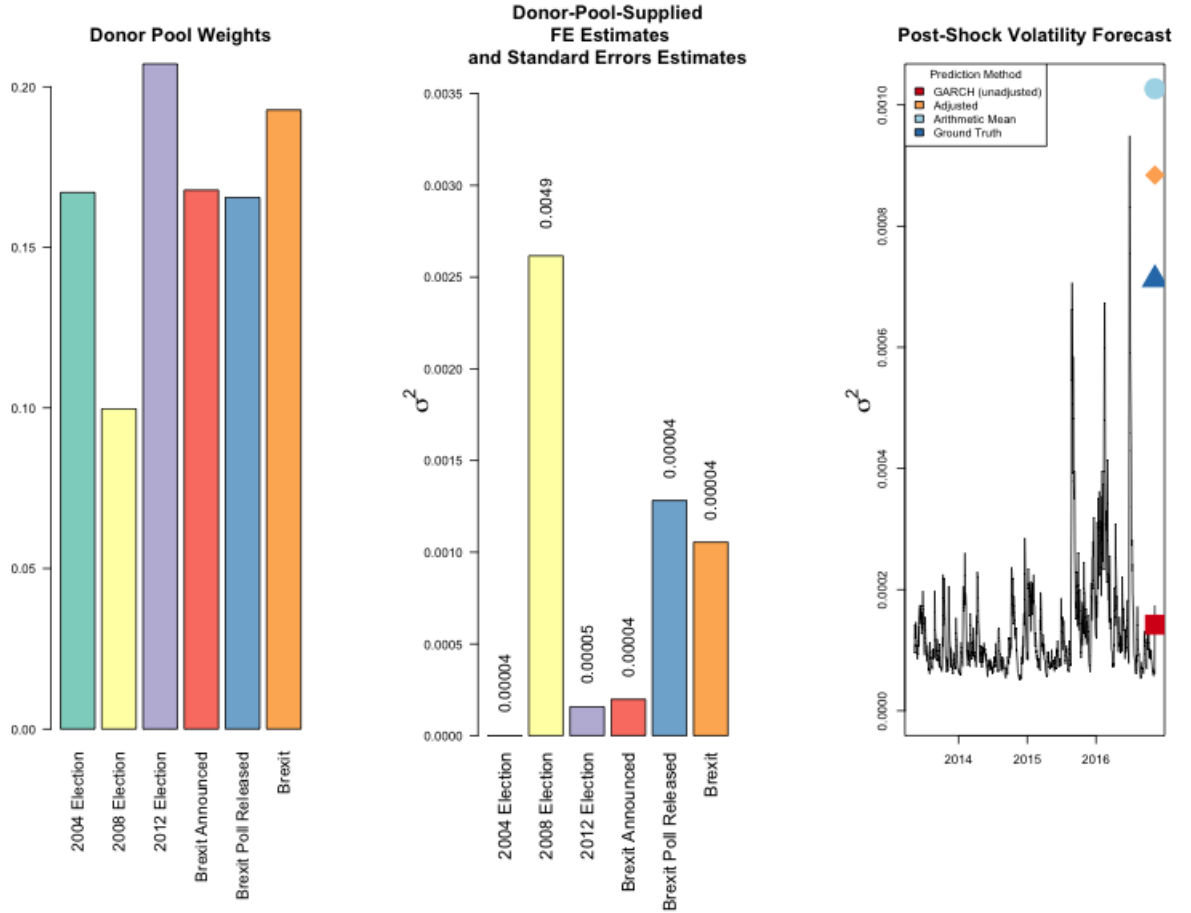 Donor Pool Weights
0.20
0.15
0.10
0.05
0.00
2004 Election
2008 Election
2012 Election
Brexit Announced
Brexit Poll Released
Brexit
Donor-Pool-Supplied
FE Estimates
and Standard Errors Estimates
σ²
0.0035
0.0030
0.0025
0.0020
0.0015
0.0010
0.0005
0.0000
0.00004
0.0049
0.00005
0.00004
0.00004
0.00004
2004 Election
2008 Election
2012 Election
Brexit Announced
Brexit Poll Released
Brexit
Post-Shock Volatility Forecast
Prediction Method
GARCH (unadjusted)
Adjusted
Arithmetic Mean
Ground Truth
σ²
0.0010
0.0008
0.0006
0.0004
0.0002
0.0000
2014
2015
2016